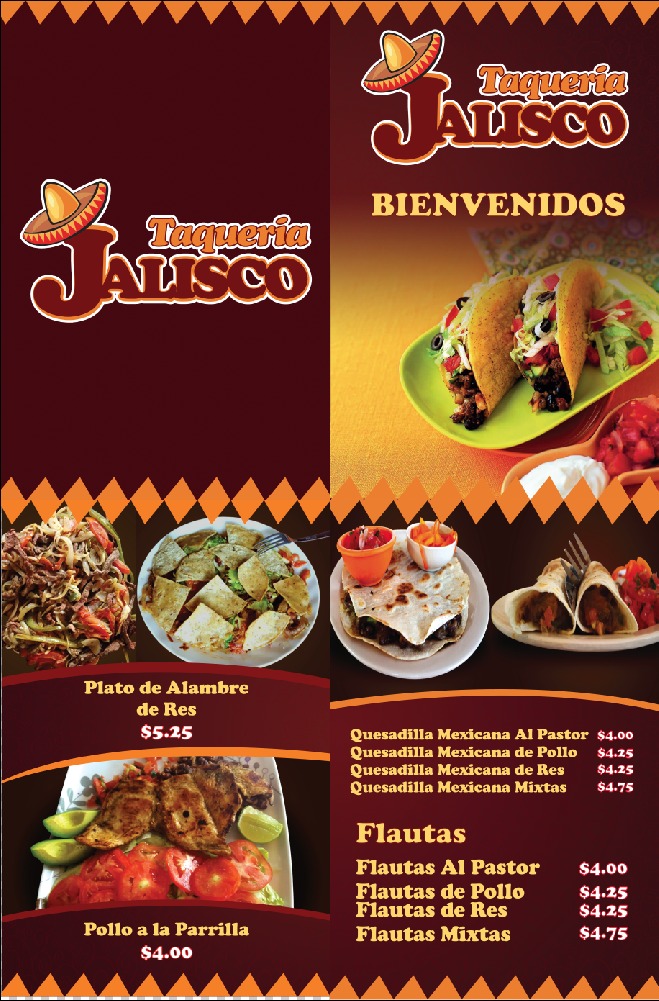 Taqueria
JALISCO
Taqueria
JALISCO
BIENVENIDOS
Plato de Alambre
de Res
$5.25
Pollo a la Parrilla
$4.00
Quesadilla Mexicana Al Pastor $4.00
Quesadilla Mexicana de Pollo $4.25
Quesadilla Mexicana de Res $4.25
Quesadilla Mexicana Mixtas $4.75
Flautas
Flautas Al Pastor $4.00
Flautas de Pollo $4.25
Flautas de Res $4.25
Flautas Mixtas $4.75